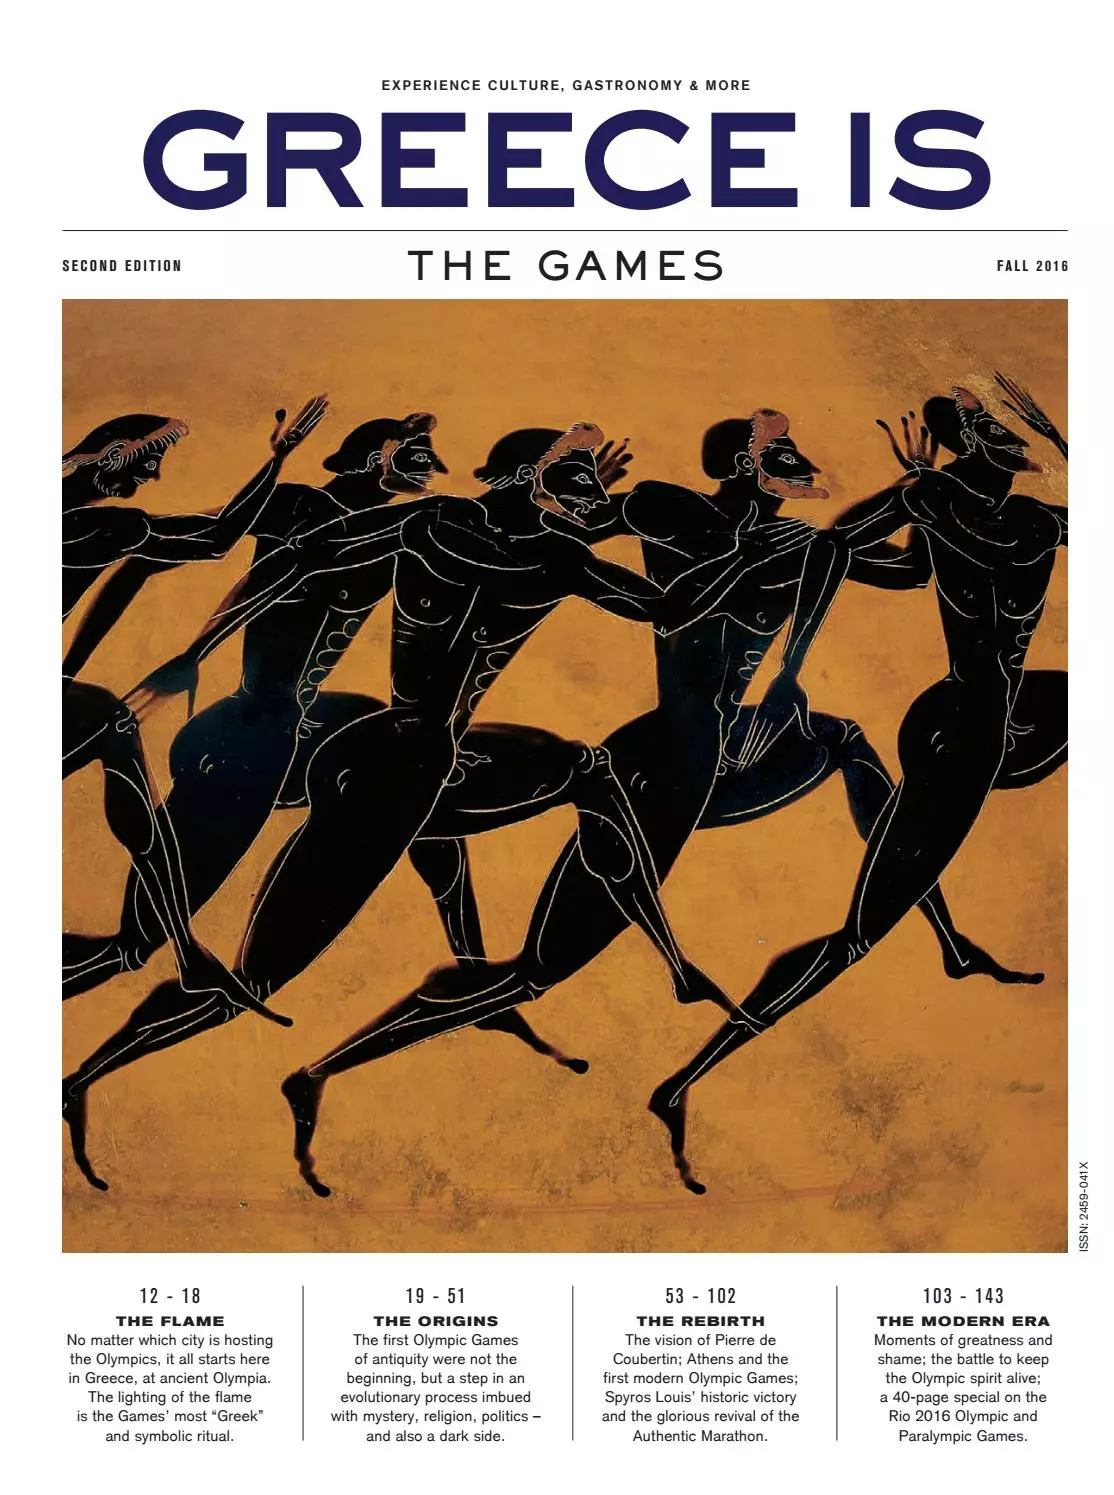 EXPERIENCE CULTURE, GASTRONOMY & MORE
GREECE IS
SECOND EDITION
THE GAMES
FALL 2016
ISSN: 2459-041X
12 - 18
THE FLAME
No matter which city is hosting
the Olympics, it all starts here
in Greece, at ancient Olympia.
The lighting of the flame
is the Games’ most “Greek”
and symbolic ritual.
19 - 51
THE ORIGINS
The first Olympic Games
of antiquity were not the
beginning, but a step in an
evolutionary process imbued
with mystery, religion, politics –
and also a dark side.
53 - 102
THE REBIRTH
The vision of Pierre de
Coubertin; Athens and the
first modern Olympic Games;
Spyros Louis’ historic victory
and the glorious revival of the
Authentic Marathon.
103 - 143
THE MODERN ERA
Moments of greatness and
shame; the battle to keep
the Olympic spirit alive;
a 40-page special on the
Rio 2016 Olympic and
Paralympic Games.